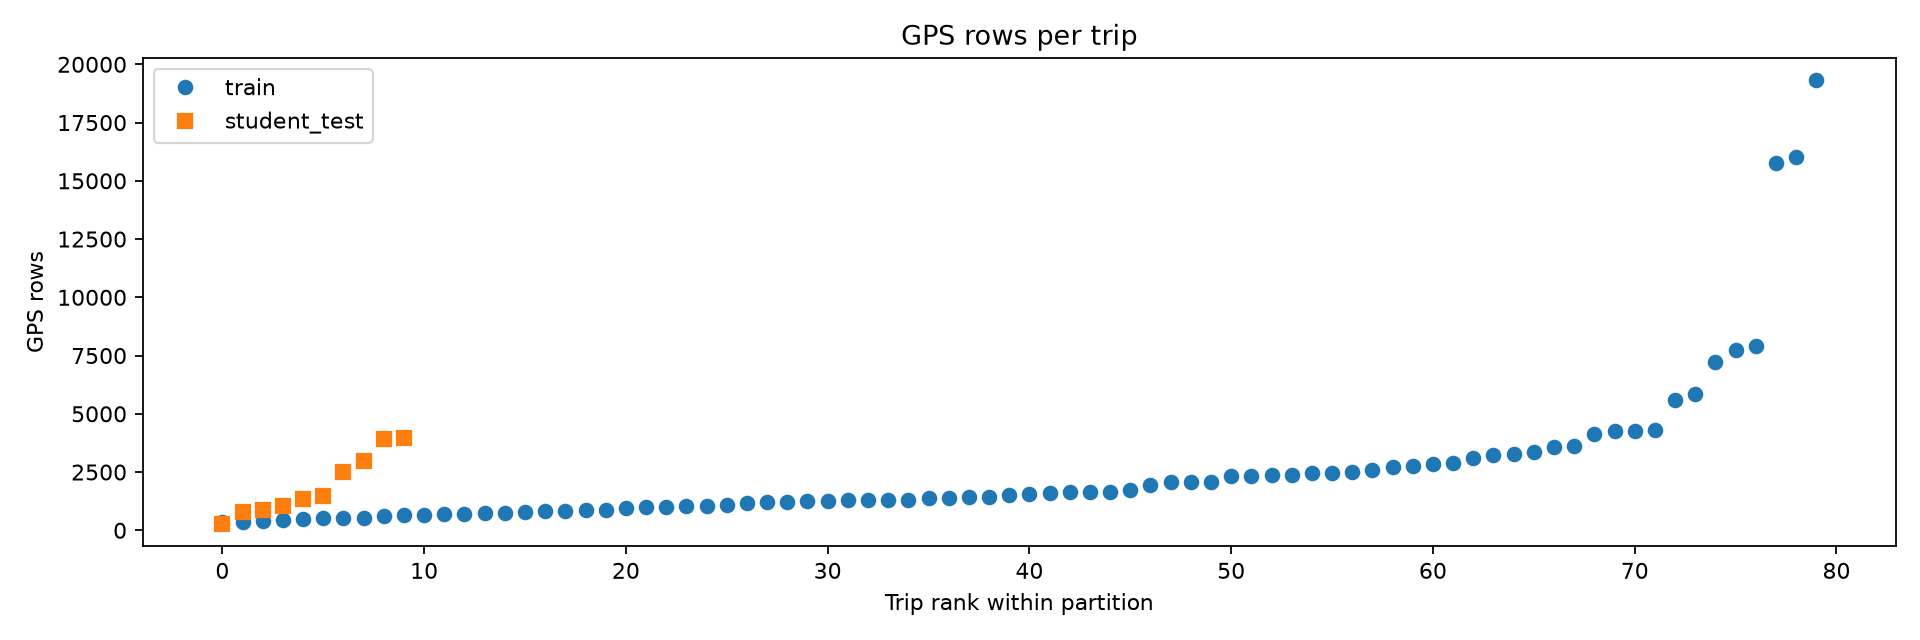 GPS rows per trip
train
student_test
20000
17500
15000
12500
10000
7500
5000
2500
0
GPS rows
0 10 20 30 40 50 60 70 80
Trip rank within partition